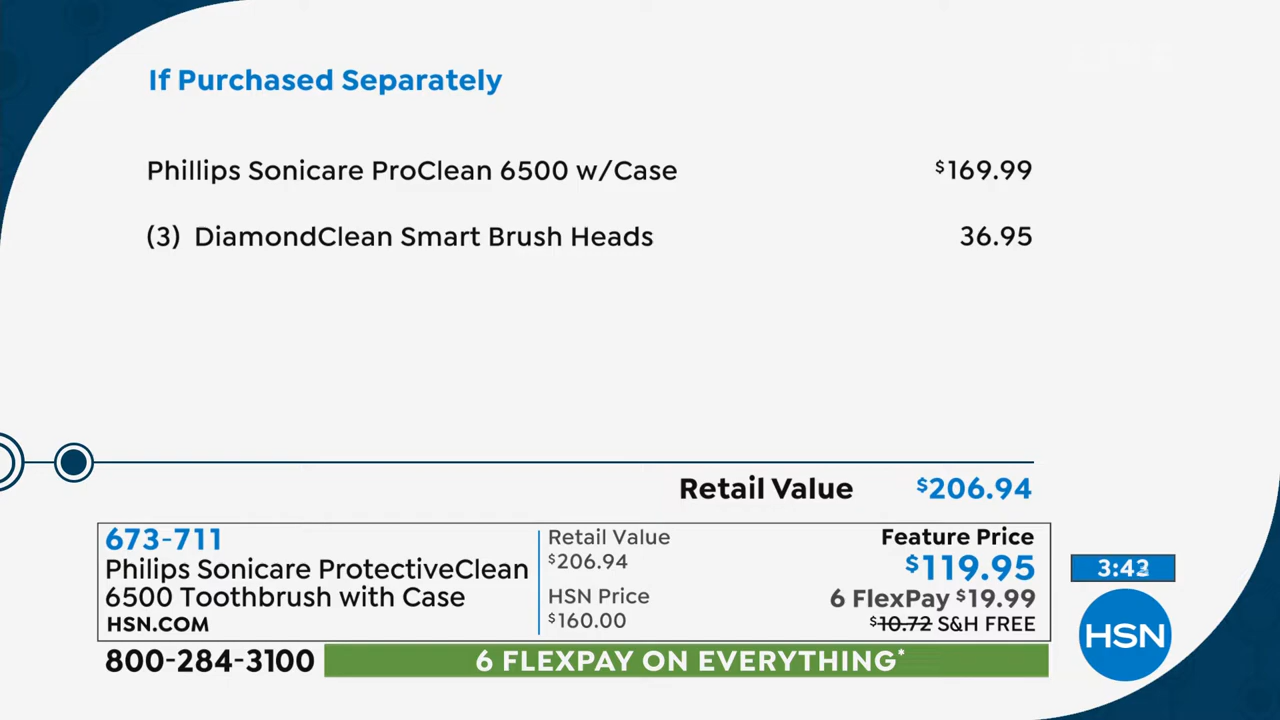 If Purchased Separately
Phillips Sonicare ProClean 6500 w/Case $169.99
(3) DiamondClean Smart Brush Heads 36.95
Retail Value $206.94
673-711
Philips Sonicare ProtectiveClean
6500 Toothbrush with Case
HSN.COM
Retail Value
$206.94
HSN Price
$160.00
Feature Price
$119.95
6 FlexPay $19.99
$10.72 S&H FREE
3:43
HSN
800-284-3100
6 FLEXPAY ON EVERYTHING*